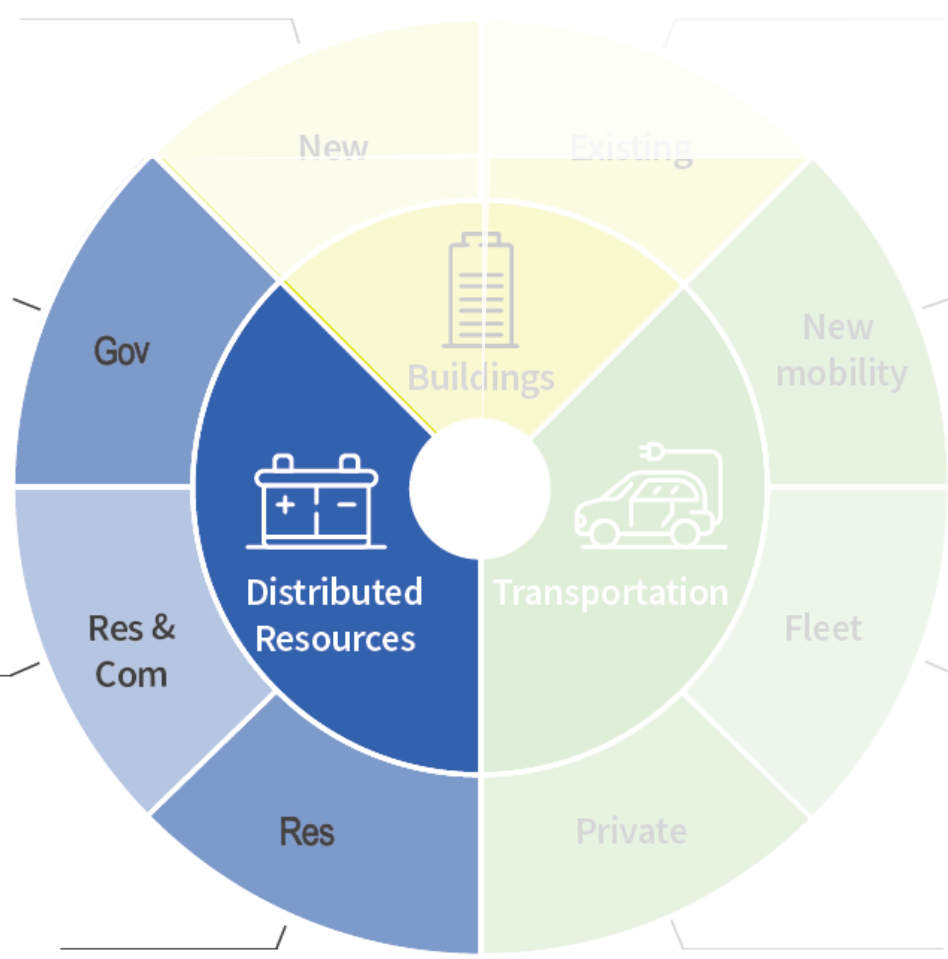 New
Existing
Buildings
Gov
New
mobility
Distributed
Resources
Transportation
Res &
Com
Fleet
Res
Private